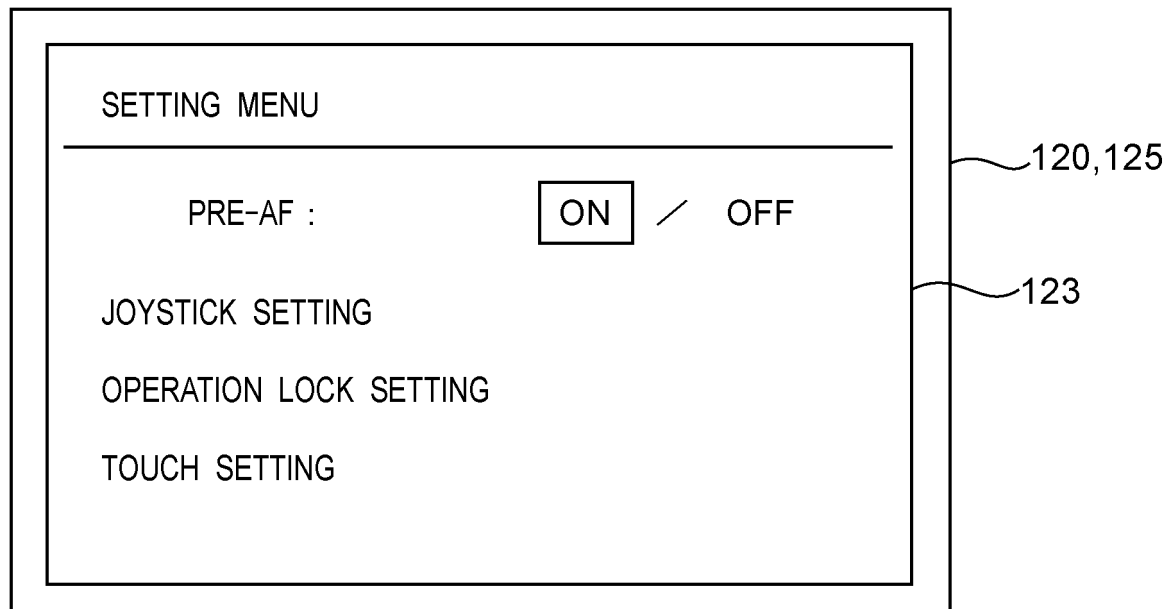 SETTING MENU
120,125
PRE-AF : ON / OFF
123
JOYSTICK SETTING
OPERATION LOCK SETTING
TOUCH SETTING